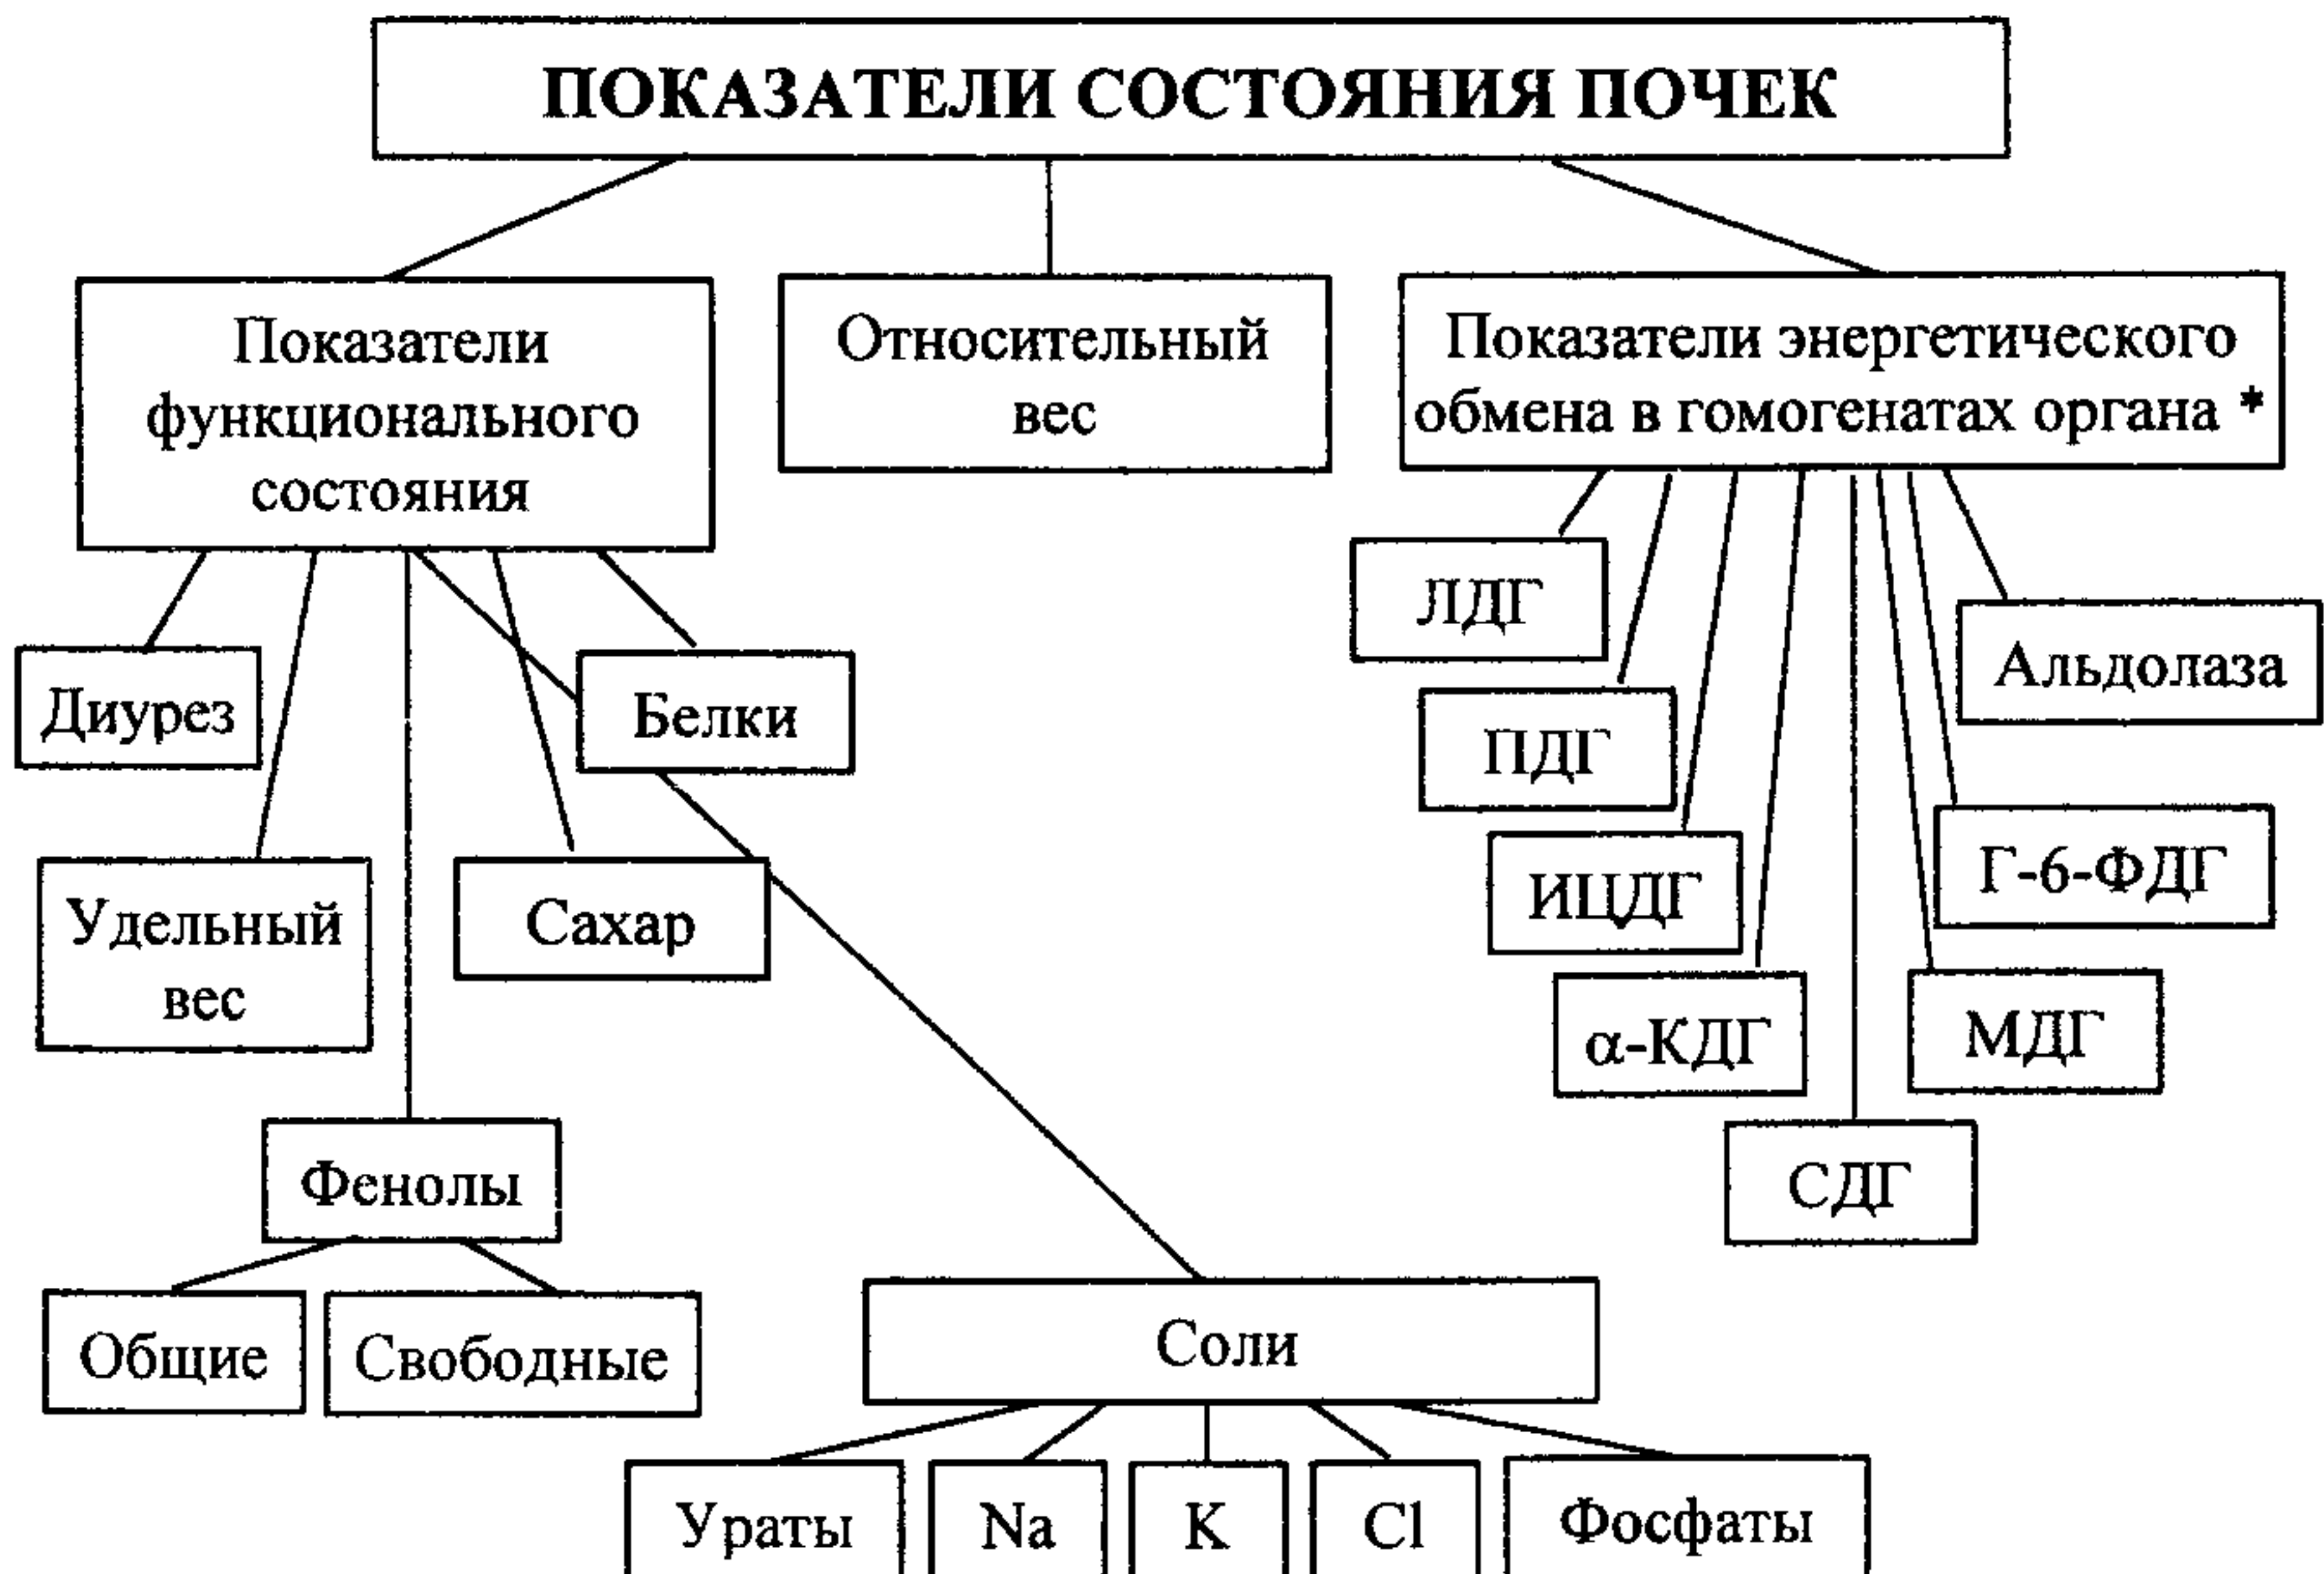 ПОКАЗАТЕЛИ СОСТОЯНИЯ ПОЧЕК
Показатели
функционального
состояния
Относительный
вес
Показатели энергетического
обмена в гомогенатах органа *
Диурез
Белки
Удельный
вес
Сахар
Фенолы
Общие
Свободные
Соли
Ураты
Na
K
Cl
Фосфаты
ЛДГ
ПДГ
ИЦДГ
α-КДГ
СДГ
МДГ
Г-6-ФДГ
Альдолаза